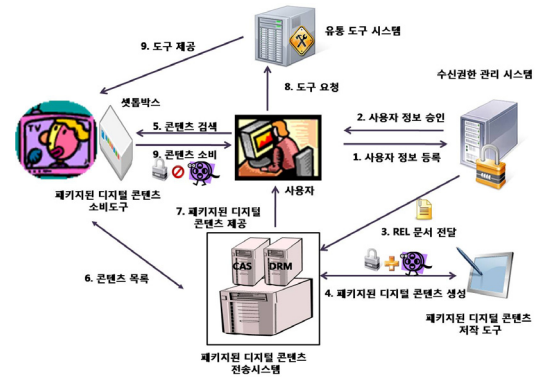 유통 도구 시스템
9. 도구 제공
수신권한 관리 시스템
셋톱박스
8. 도구 요청
TV
5. 콘텐츠 검색
2. 사용자 정보 승인
9. 콘텐츠 소비
1. 사용자 정보 등록
패키지된 디지털 콘텐츠
소비도구
사용자
7. 패키지된 디지털
콘텐츠 제공
3. REL 문서 전달
CAS
DRM
6. 콘텐츠 목록
4. 패키지된 디지털 콘텐츠 생성
패키지된 디지털 콘텐츠
저작 도구
패키지된 디지털 콘텐츠
전송시스템